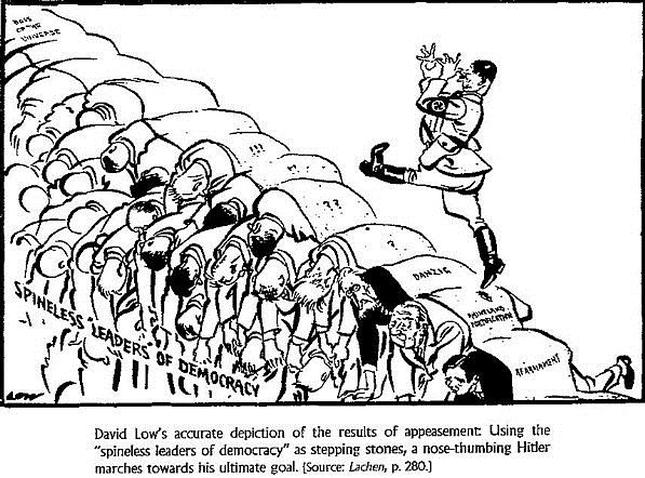 BOSS
OF THE
UNIVERSE
!!!
? ?
?
DANZIG
RHINELAND
FORTIFICATION
REARMAMENT
SPINELESS LEADERS OF DEMOCRACY
LOW
David Low's accurate depiction of the results of appeasement: Using the
"spineless leaders of democracy" as stepping stones, a nose-thumbing Hitler
marches towards his ultimate goal. [Source: Lachen, p. 280.]